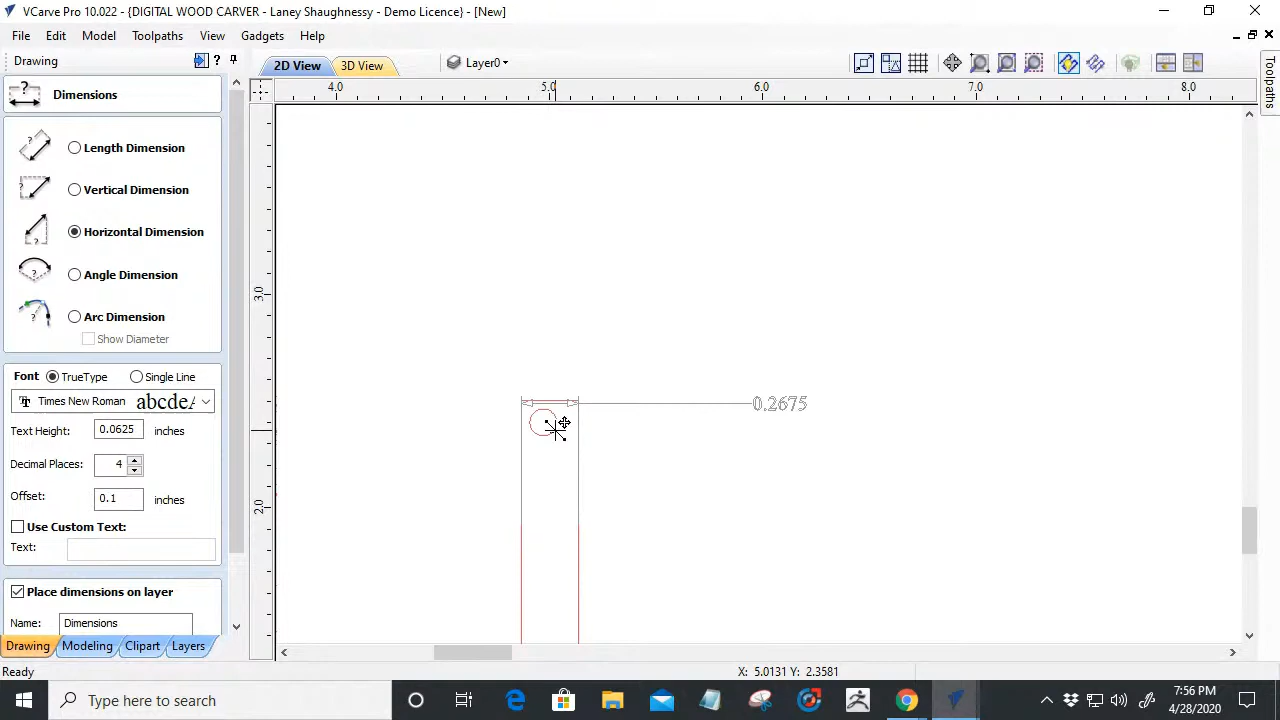 VCarve Pro 10.022 - {DIGITAL WOOD CARVER - Laney Shaughnessy - Demo Licence} - [New]
File Edit Model Toolpaths View Gadgets Help
Drawing ?
2D View 3D View Layer0
Toolpaths
Dimensions
4.0 5.0 6.0 7.0 8.0
Length Dimension
Vertical Dimension
Horizontal Dimension
Angle Dimension
Arc Dimension
Show Diameter
3.0
2.0
0.2675
Font TrueType Single Line
Times New Roman abcdeA
Text Height: 0.0625 inches
Decimal Places: 4
Offset: 0.1 inches
Use Custom Text:
Text:
Place dimensions on layer
Name: Dimensions
Drawing Modeling Clipart Layers
Ready X: 5.0131 Y: 2.3581
Type here to search
7:56 PM
4/28/2020